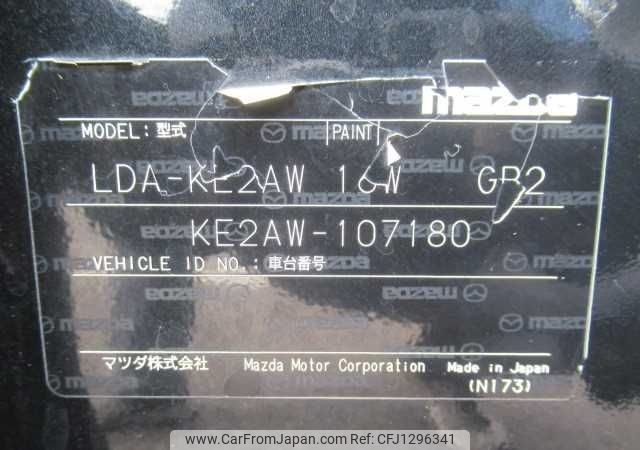 mazda
MODEL: 型式 PAINT
LDA-KE2AW 16W GB2
KE2AW-107180
VEHICLE ID NO.: 車台番号
マツダ株式会社 Mazda Motor Corporation Made in Japan
(N173)
www.CarFromJapan.com © CFJ1296341